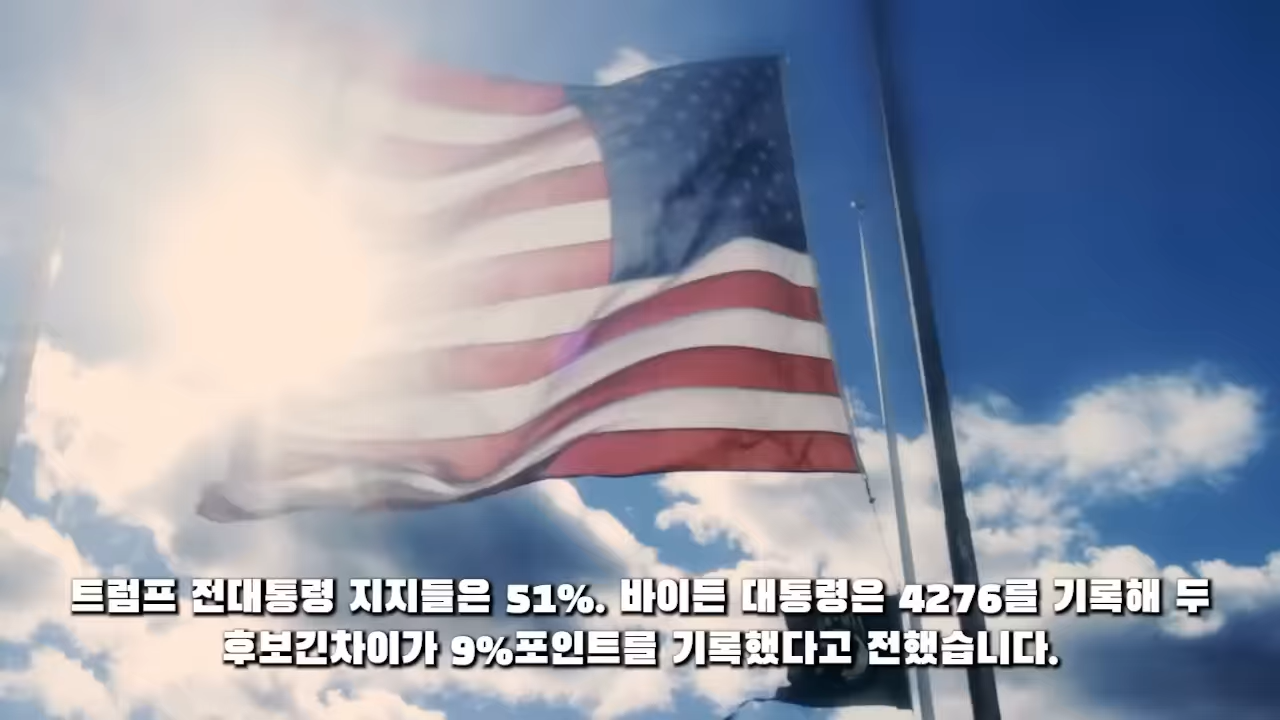 트럼프 전대통령 지지들은 51%. 바이든 대통령은 4276를 기록해 두
후보긴차이가 9%포인트를 기록했다고 전했습니다.